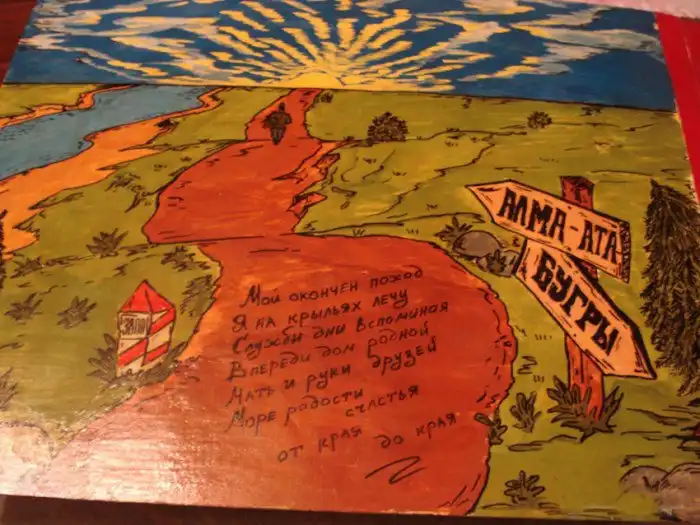 АЛМА-АТА
БУГРЫ
Мой окончен поход
Я на крыльях лечу
Службы дни вспоминая
Впереди дом родной
Мать и руки друзей
Море радости
счастья
от края до края